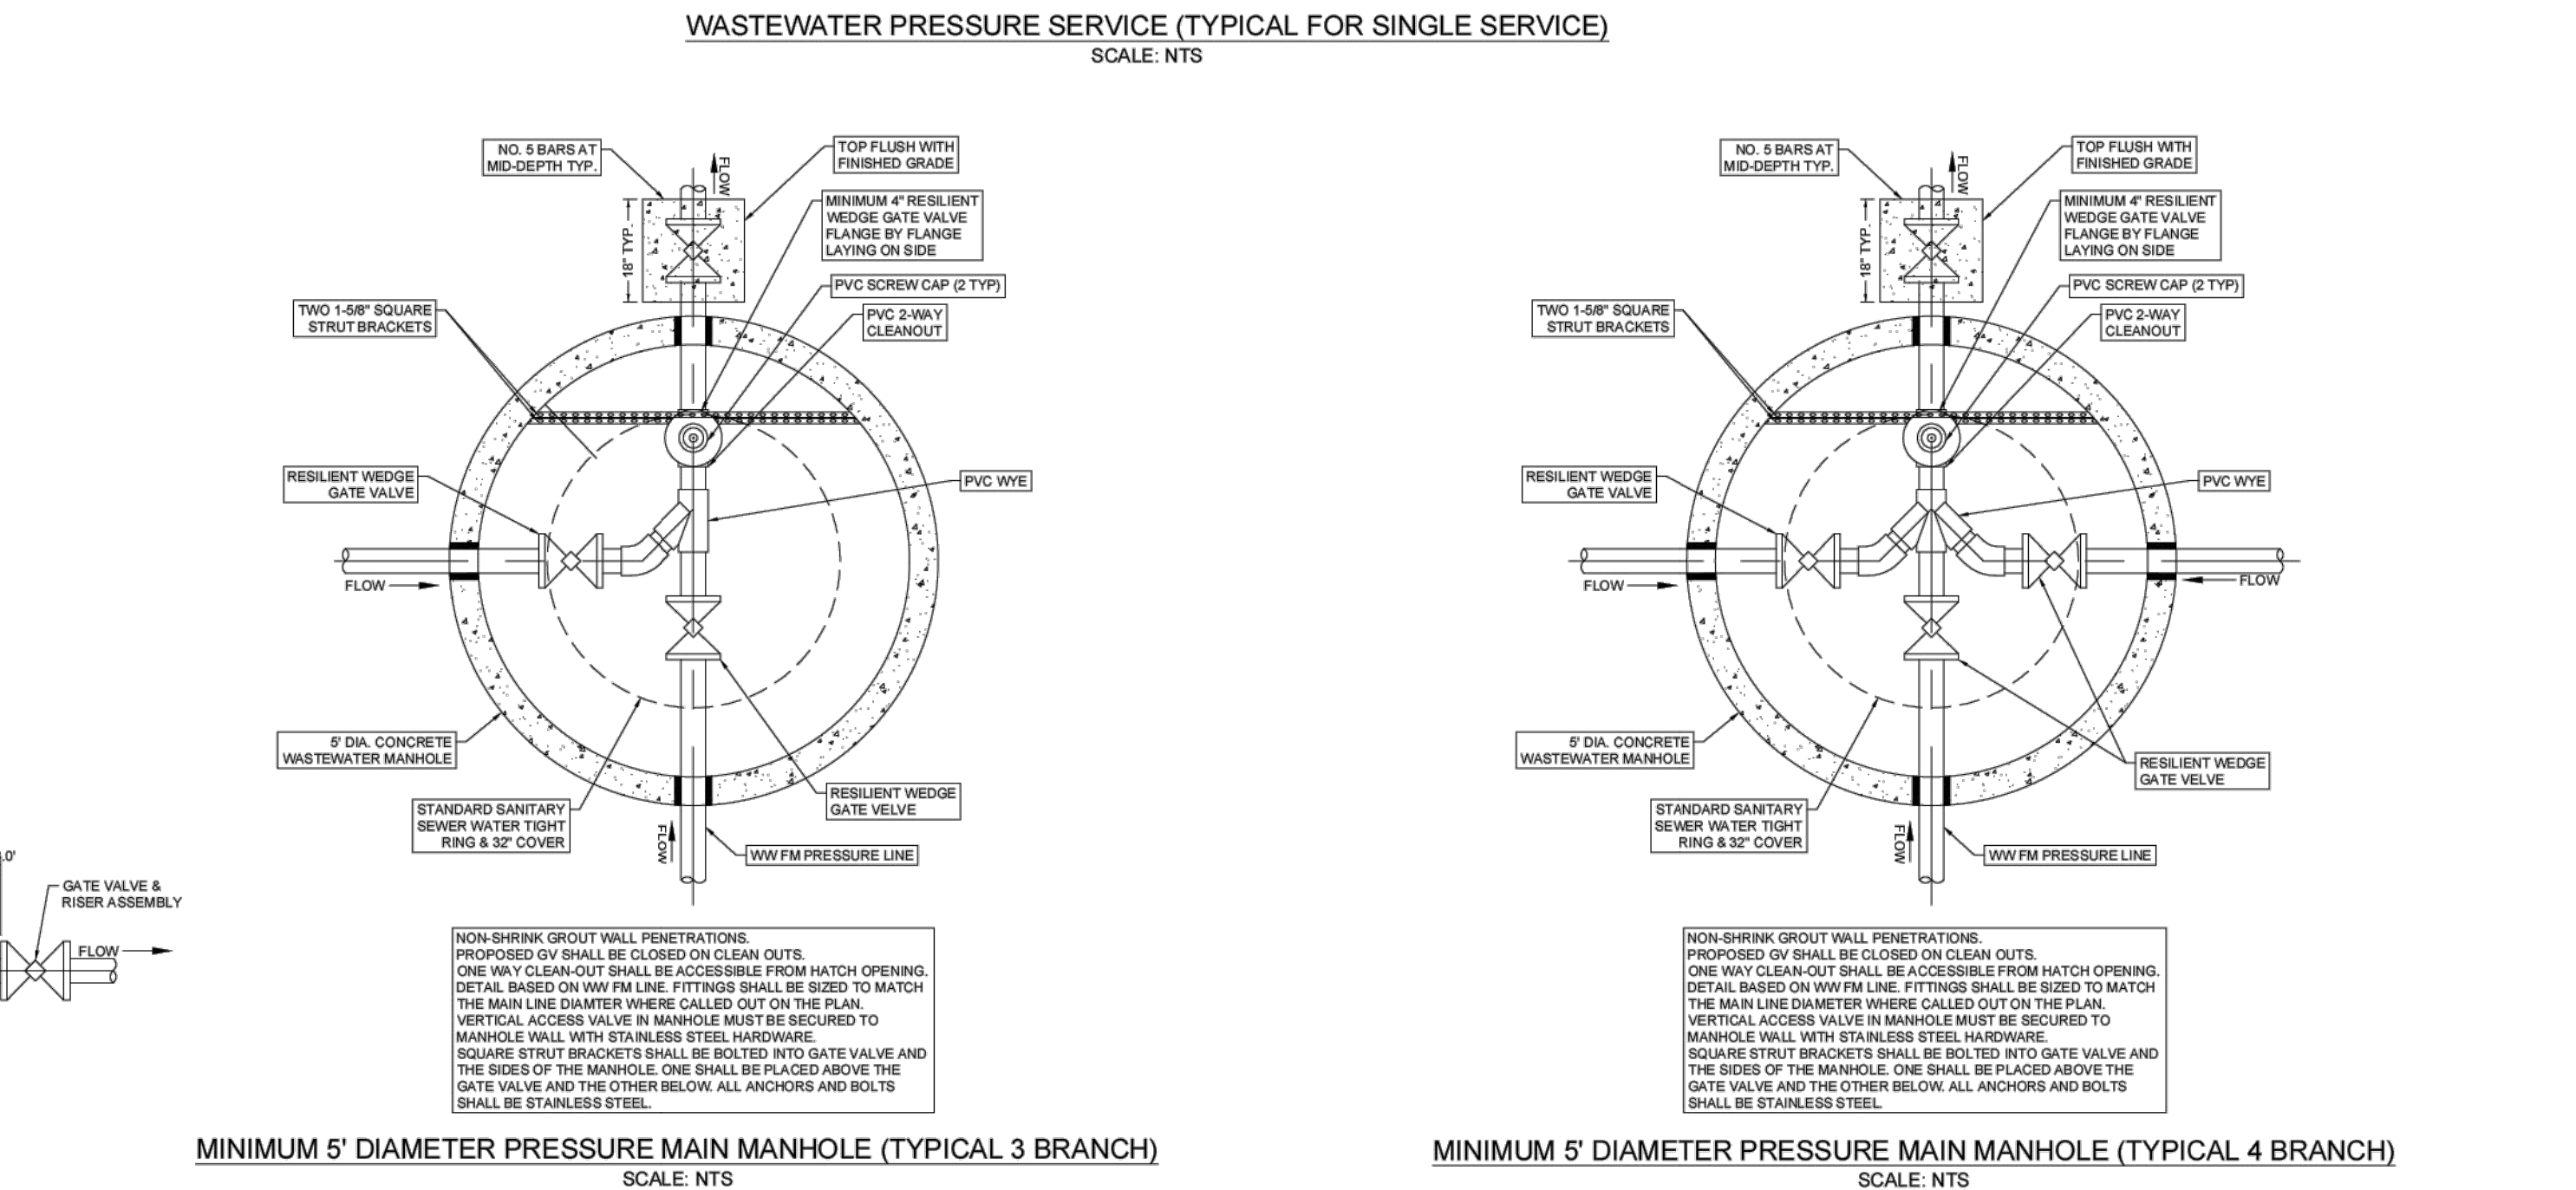 WASTEWATER PRESSURE SERVICE (TYPICAL FOR SINGLE SERVICE)
SCALE: NTS
NO. 5 BARS AT
MID-DEPTH TYP.
FLOW
TOP FLUSH WITH
FINISHED GRADE
18" TYP.
MINIMUM 4" RESILIENT
WEDGE GATE VALVE
FLANGE BY FLANGE
LAYING ON SIDE
PVC SCREW CAP (2 TYP)
PVC 2-WAY
CLEANOUT
TWO 1-5/8" SQUARE
STRUT BRACKETS
RESILIENT WEDGE
GATE VALVE
PVC WYE
FLOW
5' DIA. CONCRETE
WASTEWATER MANHOLE
STANDARD SANITARY
SEWER WATER TIGHT
RING & 32" COVER
RESILIENT WEDGE
GATE VELVE
FLOW
WW FM PRESSURE LINE
.0'
GATE VALVE &
RISER ASSEMBLY
FLOW
NON-SHRINK GROUT WALL PENETRATIONS.
PROPOSED GV SHALL BE CLOSED ON CLEAN OUTS.
ONE WAY CLEAN-OUT SHALL BE ACCESSIBLE FROM HATCH OPENING.
DETAIL BASED ON WW FM LINE. FITTINGS SHALL BE SIZED TO MATCH
THE MAIN LINE DIAMTER WHERE CALLED OUT ON THE PLAN.
VERTICAL ACCESS VALVE IN MANHOLE MUST BE SECURED TO
MANHOLE WALL WITH STAINLESS STEEL HARDWARE.
SQUARE STRUT BRACKETS SHALL BE BOLTED INTO GATE VALVE AND
THE SIDES OF THE MANHOLE. ONE SHALL BE PLACED ABOVE THE
GATE VALVE AND THE OTHER BELOW. ALL ANCHORS AND BOLTS
SHALL BE STAINLESS STEEL.
MINIMUM 5' DIAMETER PRESSURE MAIN MANHOLE (TYPICAL 3 BRANCH)
SCALE: NTS
NO. 5 BARS AT
MID-DEPTH TYP.
FLOW
TOP FLUSH WITH
FINISHED GRADE
18" TYP.
MINIMUM 4" RESILIENT
WEDGE GATE VALVE
FLANGE BY FLANGE
LAYING ON SIDE
PVC SCREW CAP (2 TYP)
PVC 2-WAY
CLEANOUT
TWO 1-5/8" SQUARE
STRUT BRACKETS
RESILIENT WEDGE
GATE VALVE
PVC WYE
FLOW
FLOW
5' DIA. CONCRETE
WASTEWATER MANHOLE
RESILIENT WEDGE
GATE VELVE
STANDARD SANITARY
SEWER WATER TIGHT
RING & 32" COVER
FLOW
WW FM PRESSURE LINE
NON-SHRINK GROUT WALL PENETRATIONS.
PROPOSED GV SHALL BE CLOSED ON CLEAN OUTS.
ONE WAY CLEAN-OUT SHALL BE ACCESSIBLE FROM HATCH OPENING.
DETAIL BASED ON WW FM LINE. FITTINGS SHALL BE SIZED TO MATCH
THE MAIN LINE DIAMETER WHERE CALLED OUT ON THE PLAN.
VERTICAL ACCESS VALVE IN MANHOLE MUST BE SECURED TO
MANHOLE WALL WITH STAINLESS STEEL HARDWARE.
SQUARE STRUT BRACKETS SHALL BE BOLTED INTO GATE VALVE AND
THE SIDES OF THE MANHOLE. ONE SHALL BE PLACED ABOVE THE
GATE VALVE AND THE OTHER BELOW. ALL ANCHORS AND BOLTS
SHALL BE STAINLESS STEEL.
MINIMUM 5' DIAMETER PRESSURE MAIN MANHOLE (TYPICAL 4 BRANCH)
SCALE: NTS